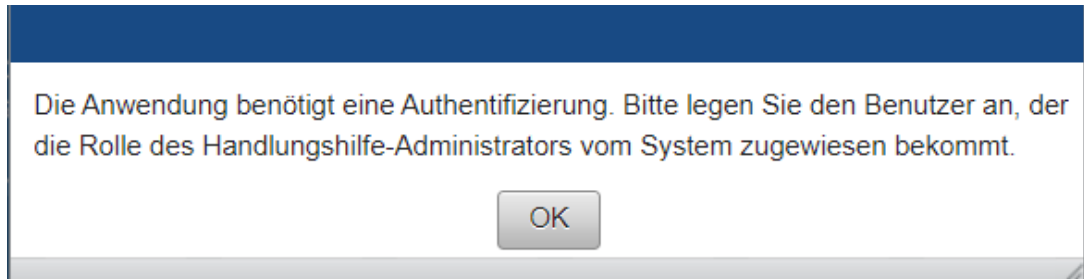 Die Anwendung benötigt eine Authentifizierung. Bitte legen Sie den Benutzer an, der
die Rolle des Handlungshilfe-Administrators vom System zugewiesen bekommt.
OK